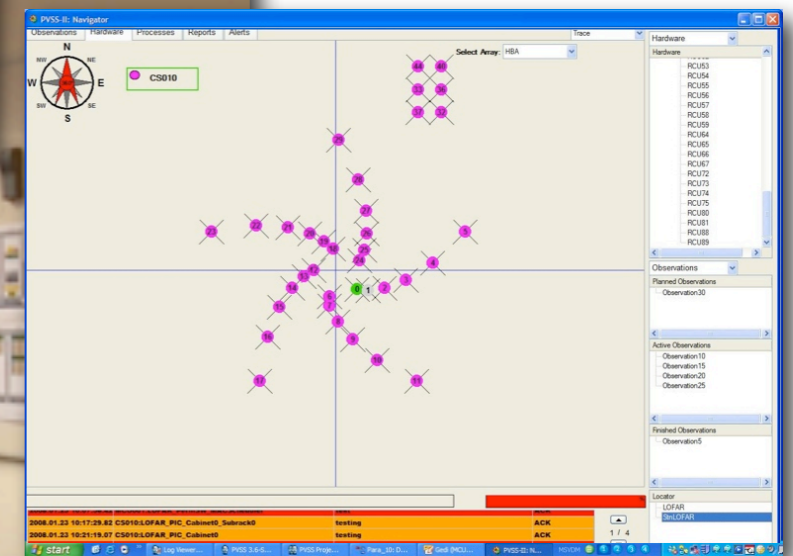 PVSS-II: Navigator
Observations Hardware Processes Reports Alerts
Trace
Hardware
N
NW NE
W E
SW SE
S
CS010
Select Array: HBA
44 40
33 36
37 32
29
28
27
26
25
24
23
22
21
20
19
18
5
4
3
2
0
1
12
13
14
15
16
17
6
7
8
9
10
11
Hardware
RCU53
RCU54
RCU55
RCU56
RCU57
RCU58
RCU59
RCU64
RCU65
RCU66
RCU67
RCU72
RCU73
RCU74
RCU75
RCU80
RCU81
RCU88
RCU89
Observations
Planned Observations
Observation30
Active Observations
Observation10
Observation15
Observation20
Observation25
Finished Observations
Observation5
Locator
LOFAR
StnLOFAR
2008.01.23 10:17:29.82 CS010:LOFAR_PIC_Cabinet0_Subrack0 testing ACK
2008.01.23 10:21:19.07 CS010:LOFAR_PIC_Cabinet0 testing ACK
1 / 4
start
Log Viewer...
PVSS 3.6-S...
PVSS Proje...
Para_10: D...
Gedi (MCU...
PVSS-II: N...
MSVDM